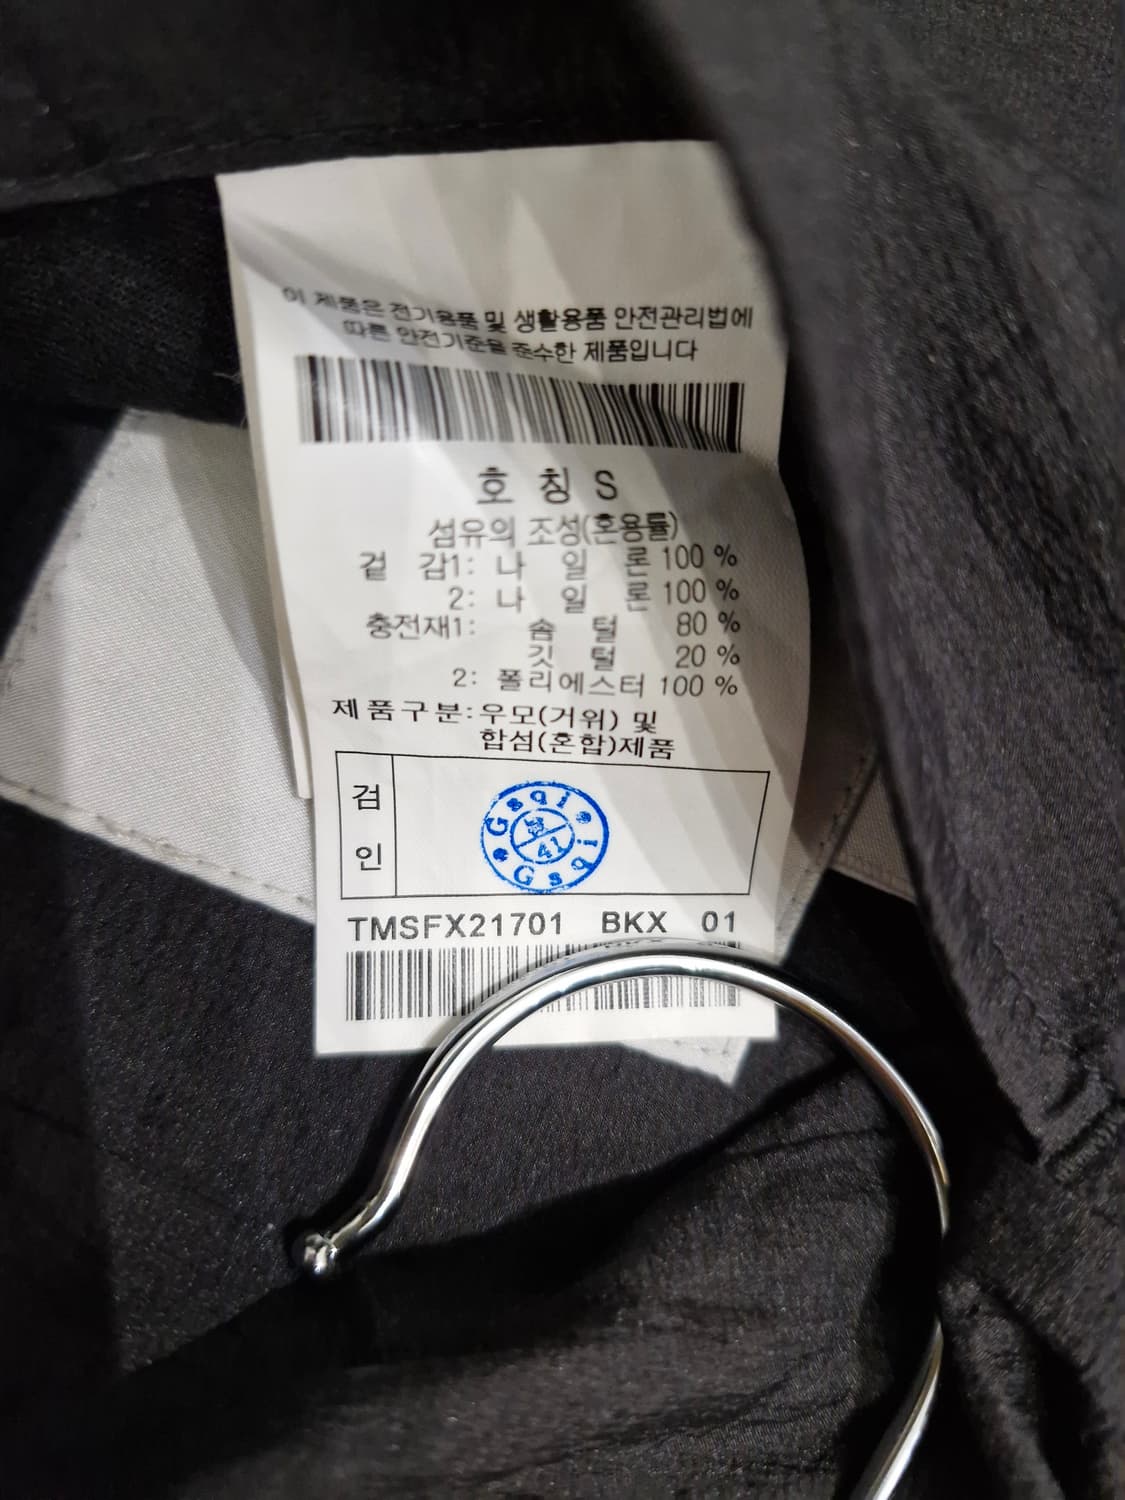 이 제품은 전기용품 및 생활용품 안전관리법에
따른 안전기준을 준수한 제품입니다
호 칭 S
섬유의 조성(혼용률)
겉 감1: 나 일 론 100 %
2: 나 일 론 100 %
충전재1: 솜 털 80 %
깃 털 20 %
2: 폴리에스터 100 %
제품구분:우모(거위) 및
합섬(혼합)제품
검
인
Gsqi
41
Gsbi
TMSFX21701 BKX 01